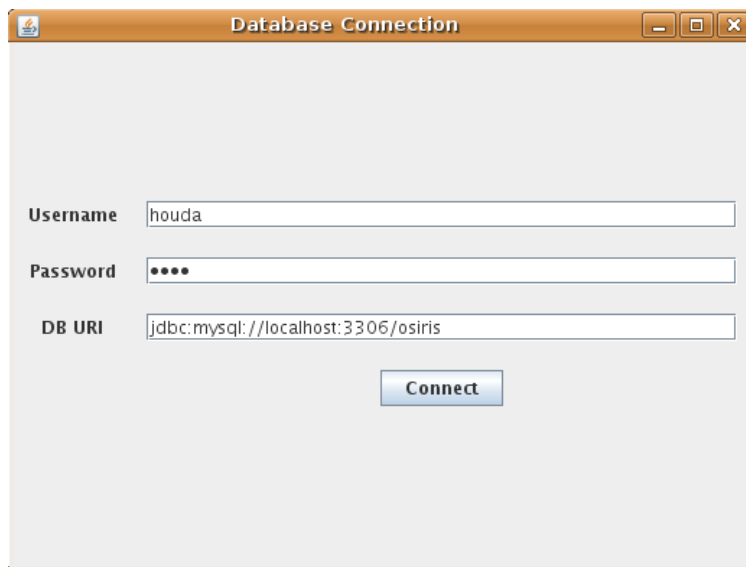 Database Connection
Username houda
Password ••••
DB URI jdbc:mysql://localhost:3306/osiris
Connect